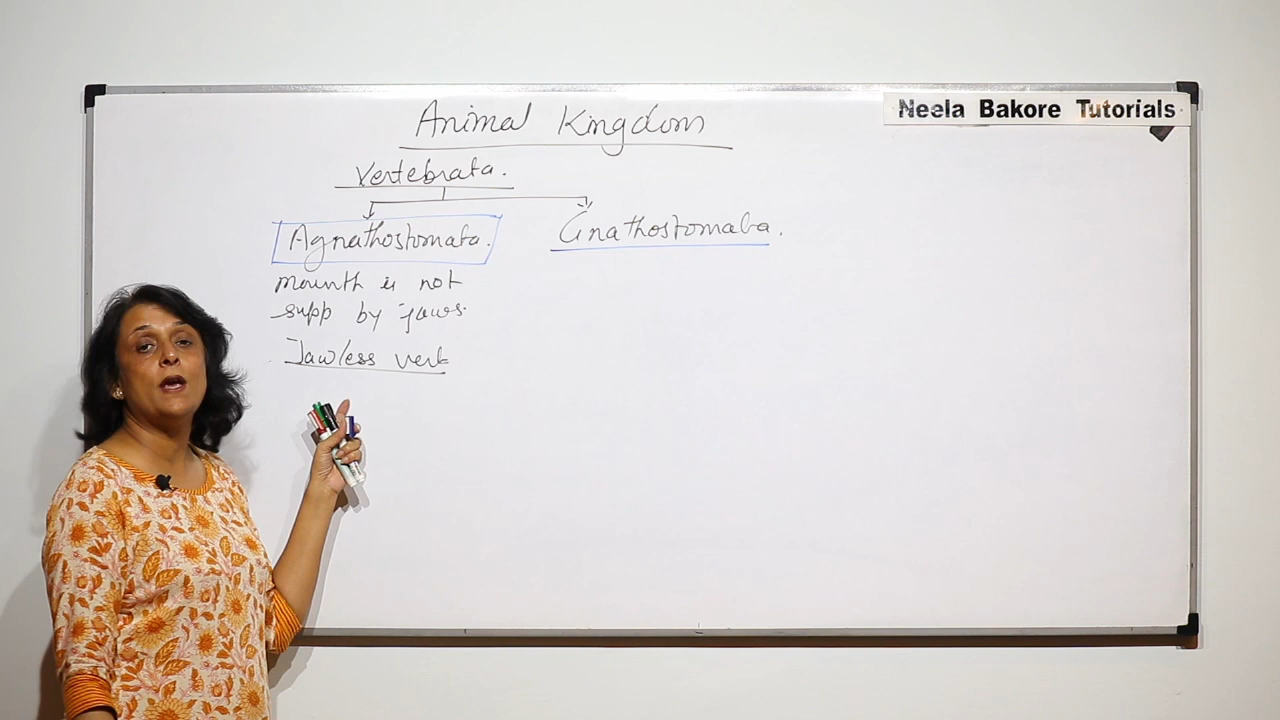 Neela Bakore Tutorials
Animal Kingdom
Vertebrata.
Agnathostomata. Gnathostomata.
mounth is not
supp by jaws.
Jawless vert